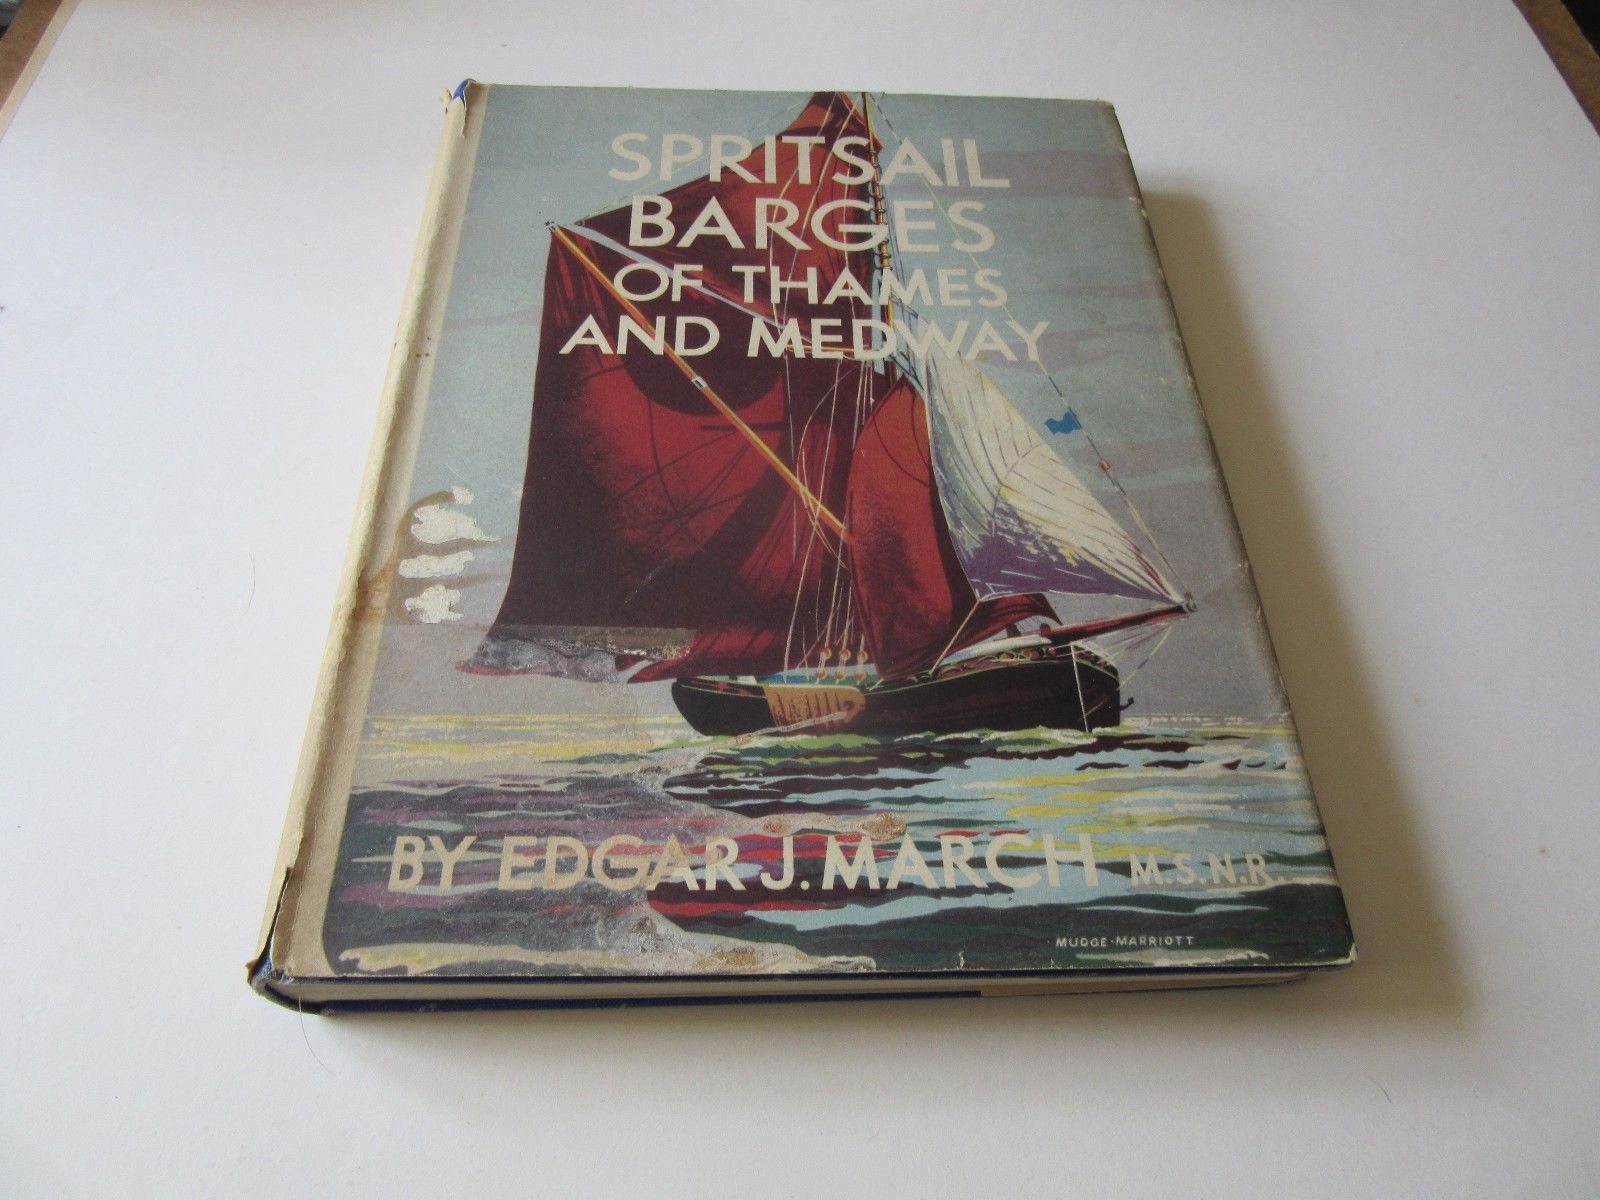 SPRITSAIL
BARGES
OF THAMES
AND MEDWAY
BY EDGAR J. MARCH M.S.N.R.
MUDGE-MARRIOTT